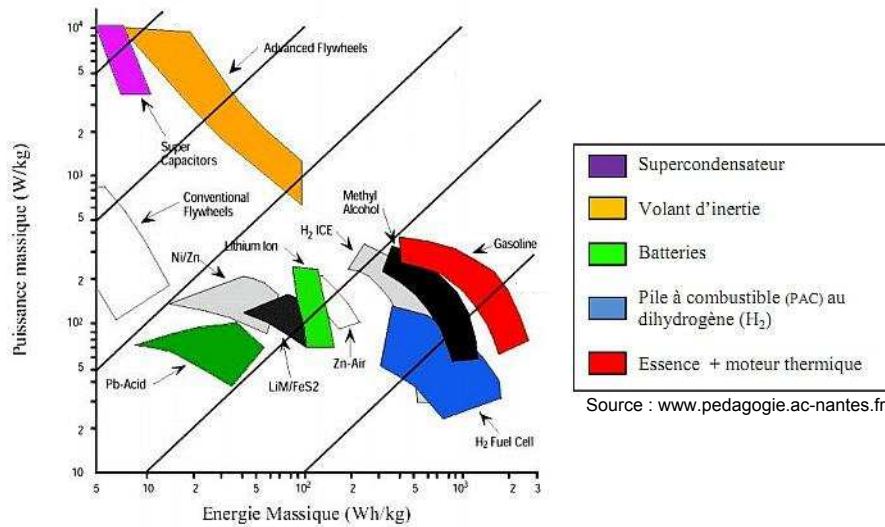 10⁴
5
2
10³
5
2
10²
5
2
10
Puissance massique (W/kg)
Advanced Flywheels
Super
Capacitors
Conventional
Flywheels
Ni/Zn
Lithium Ion
H₂ ICE
Methyl
Alcohol
Gasoline
Pb-Acid
LiM/FeS2
Zn-Air
H₂ Fuel Cell
5 10 2 5 10² 2 5 10³ 2 3
Energie Massique (Wh/kg)
Supercondensateur
Volant d'inertie
Batteries
Pile à combustible (PAC) au
dihydrogène (H₂)
Essence + moteur thermique
Source : www.pedagogie.ac-nantes.fr